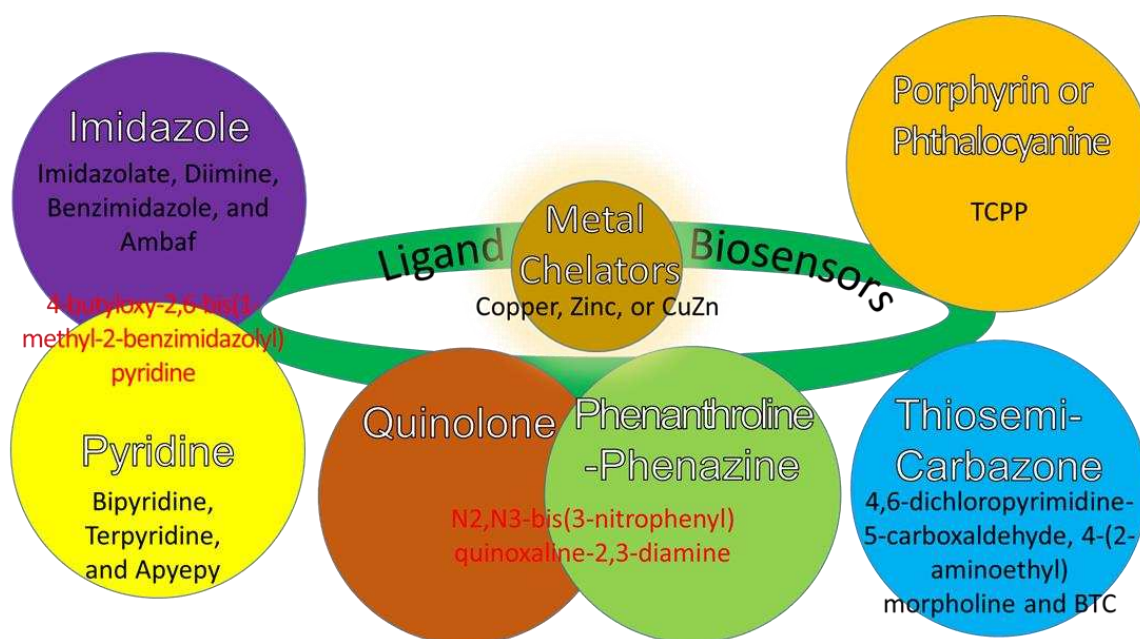 Imidazole
Imidazolate, Diimine,
Benzimidazole, and
Ambaf
4-butyloxy-2,6-bis(1-
methyl-2-benzimidazolyl)
pyridine
Pyridine
Bipyridine,
Terpyridine,
and Apyepy
Ligand
Metal
Chelators
Copper, Zinc, or CuZn
Biosensors
Quinolone
Phenanthroline
-Phenazine
N2,N3-bis(3-nitrophenyl)
quinoxaline-2,3-diamine
Porphyrin or
Phthalocyanine
TCPP
Thiosemi-
Carbazone
4,6-dichloropyrimidine-
5-carboxaldehyde, 4-(2-
aminoethyl)
morpholine and BTC